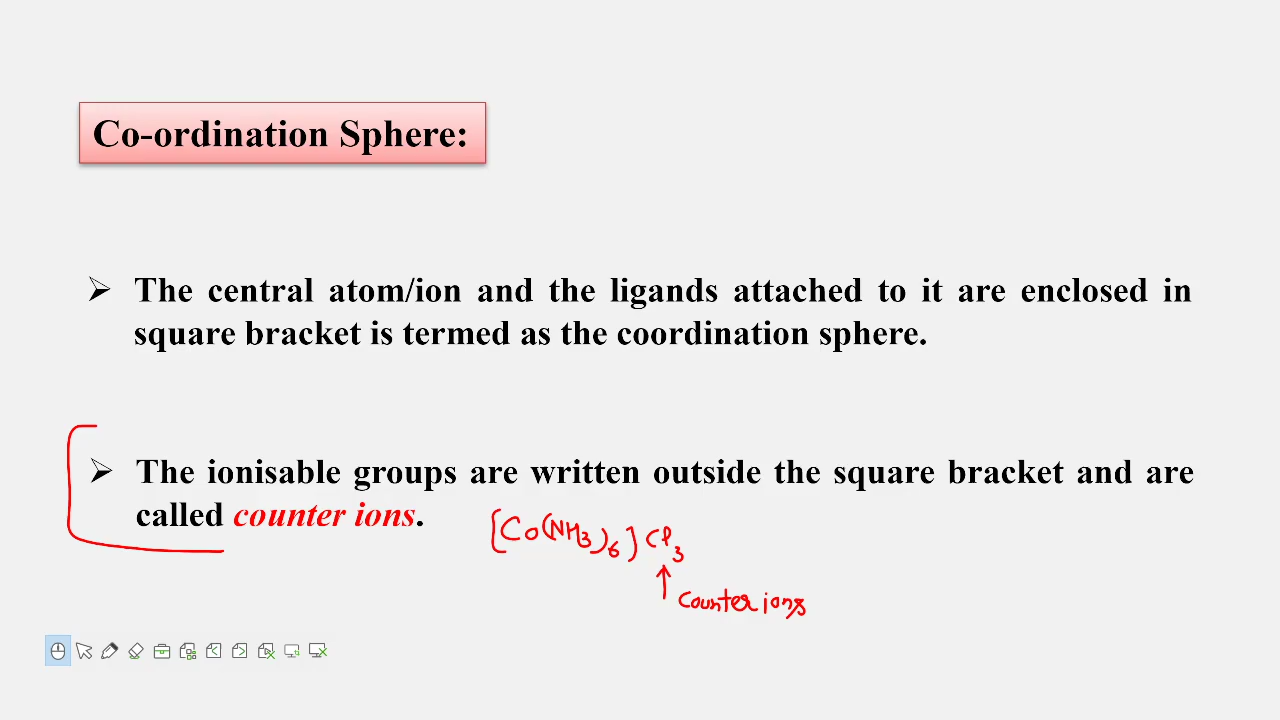 Co-ordination Sphere:
➢ The central atom/ion and the ligands attached to it are enclosed in
square bracket is termed as the coordination sphere.
➢ The ionisable groups are written outside the square bracket and are
called counter ions.
[Co(NH₃)₆]Cl₃
↑
Counter ions